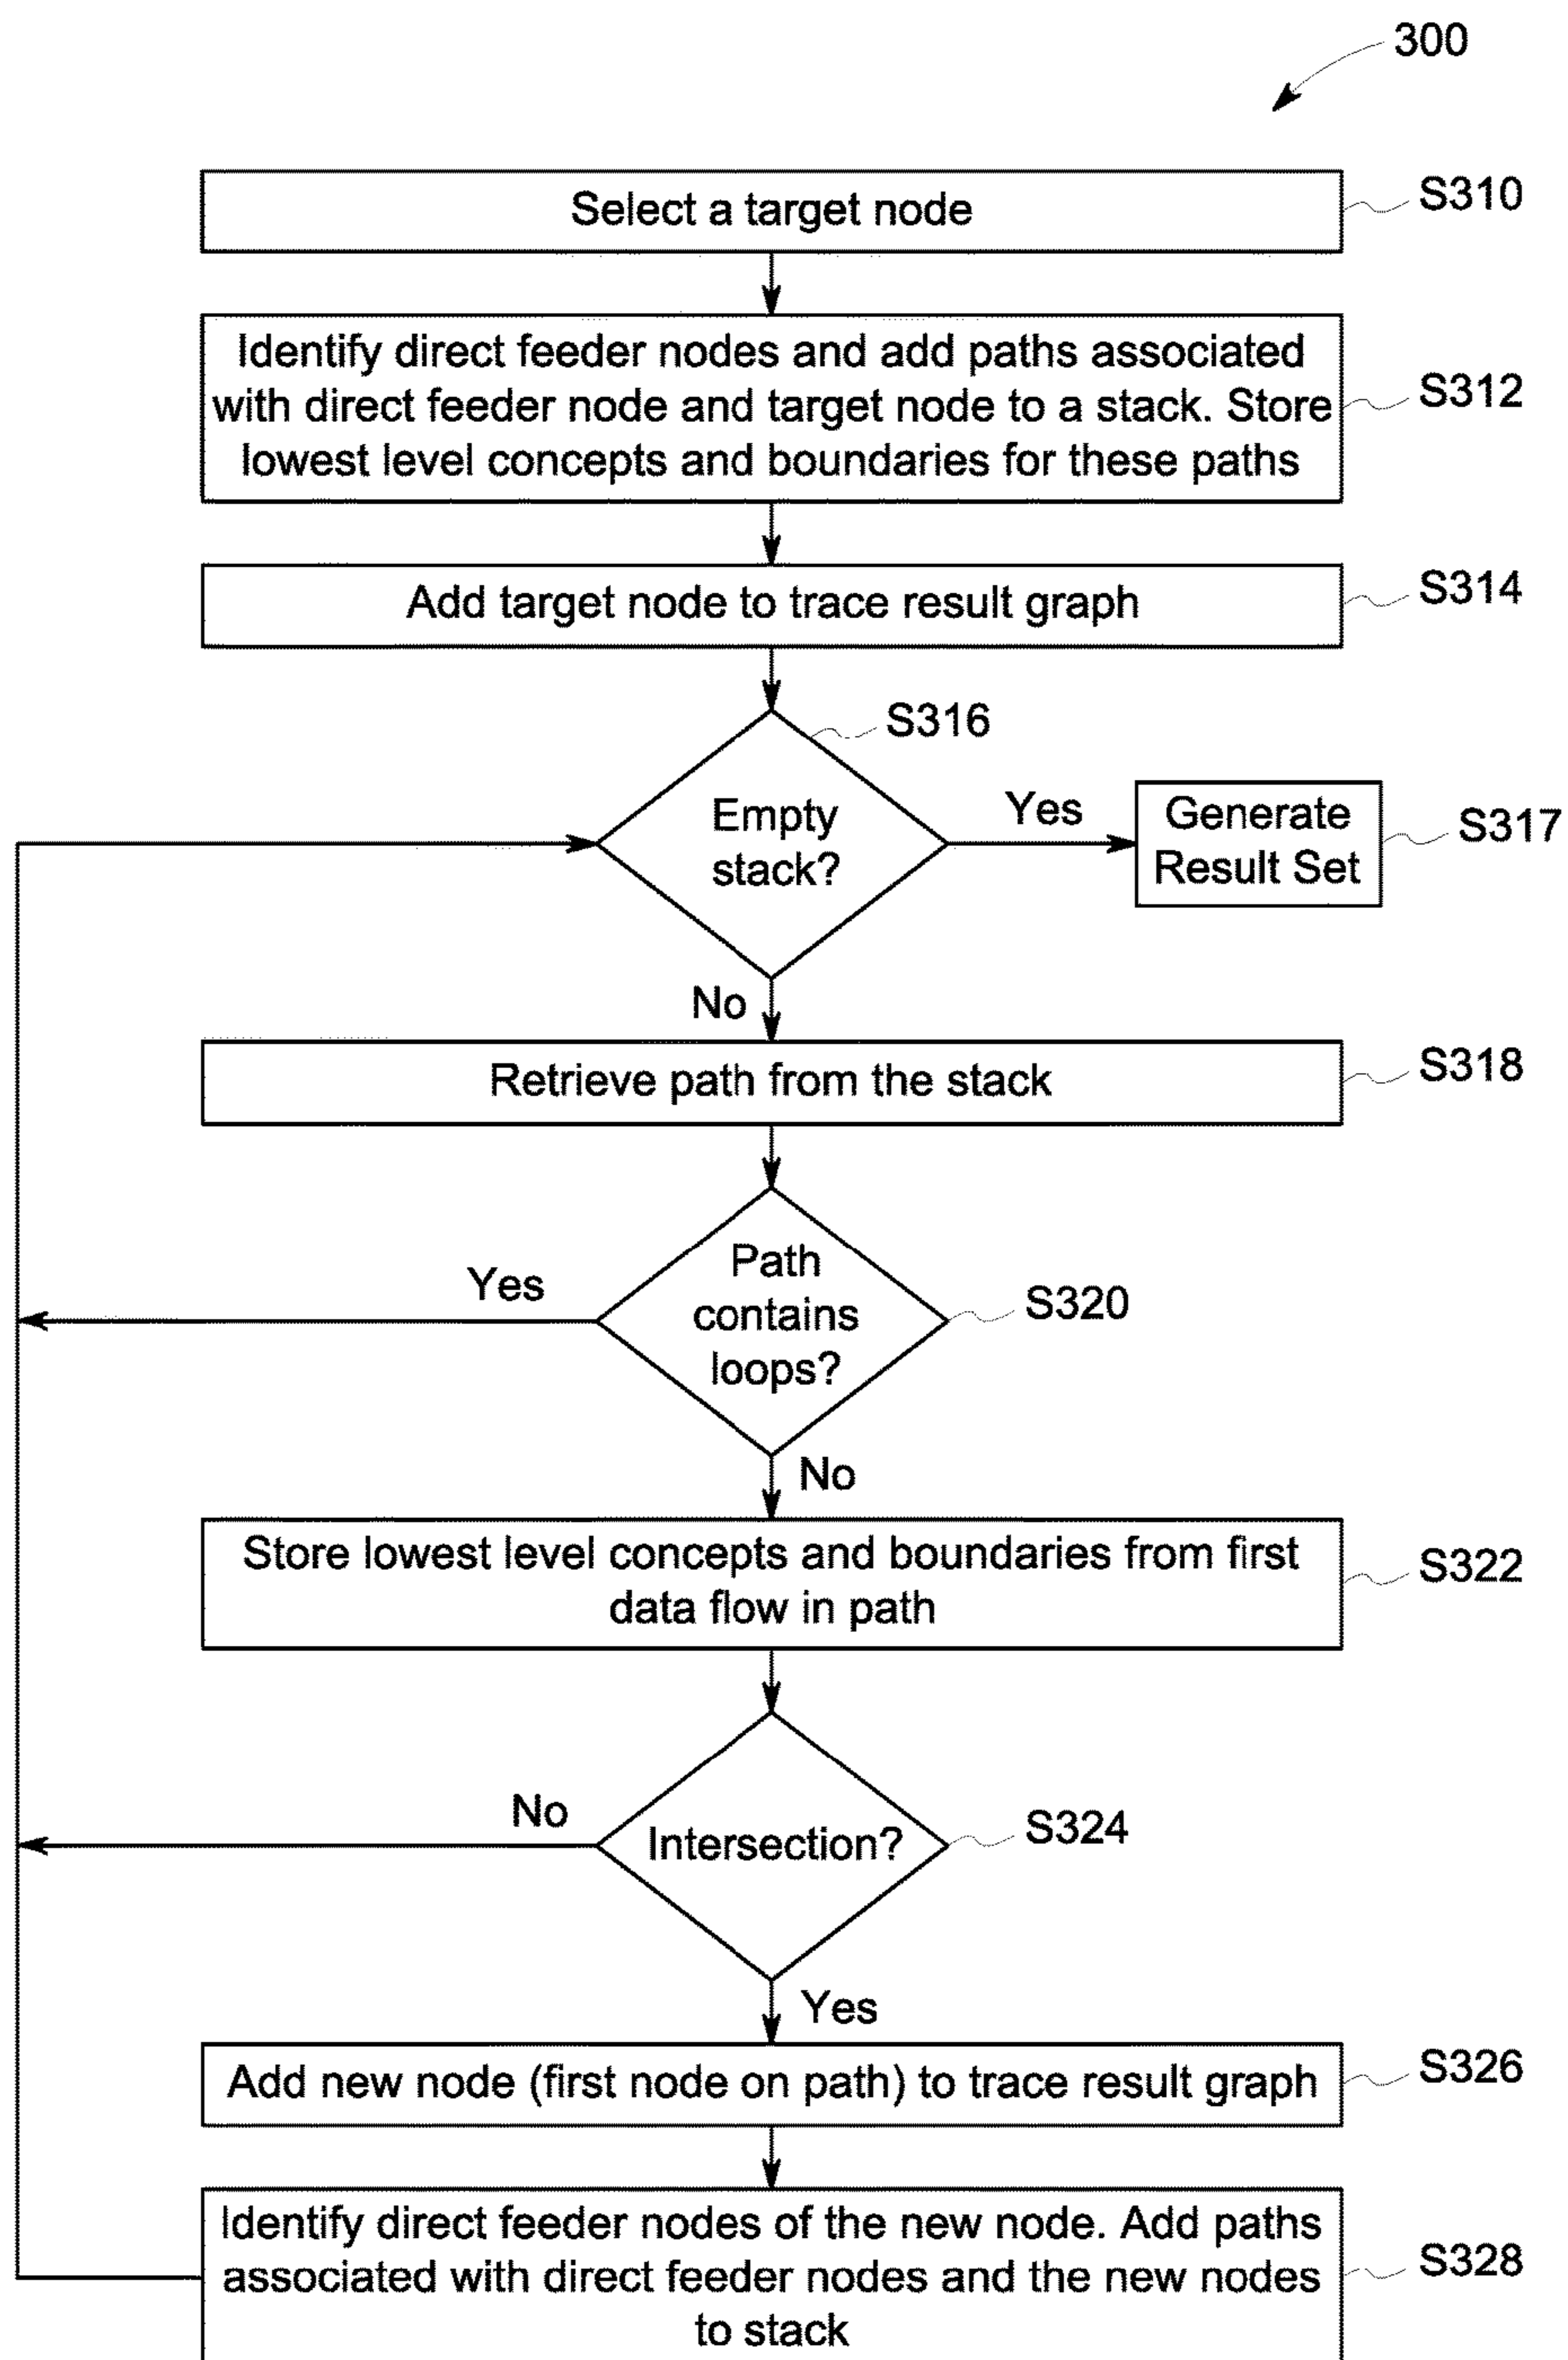 300
Select a target node
S310
Identify direct feeder nodes and add paths associated
with direct feeder node and target node to a stack. Store
lowest level concepts and boundaries for these paths
S312
Add target node to trace result graph
S314
S316
Empty
stack?
Yes
Generate
Result Set
S317
No
Retrieve path from the stack
S318
Path
contains
loops?
Yes
S320
No
Store lowest level concepts and boundaries from first
data flow in path
S322
No
Intersection?
S324
Yes
Add new node (first node on path) to trace result graph
S326
Identify direct feeder nodes of the new node. Add paths
associated with direct feeder nodes and the new nodes
to stack
S328